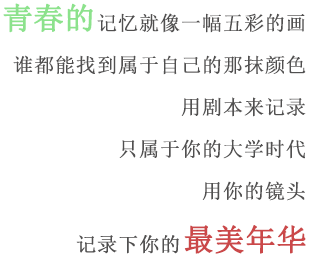 青春的记忆就像一幅五彩的画
谁都能找到属于自己的那抹颜色
用剧本来记录
只属于你的大学时代
用你的镜头
记录下你的最美年华